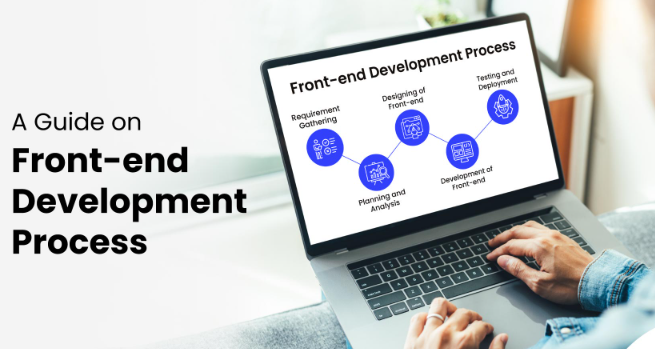 A Guide on
Front-end
Development
Process
Front-end Development Process
Requirement
Gathering
Planning and
Analysis
Designing of
Front-end
Development of
Front-end
Testing and
Deployment